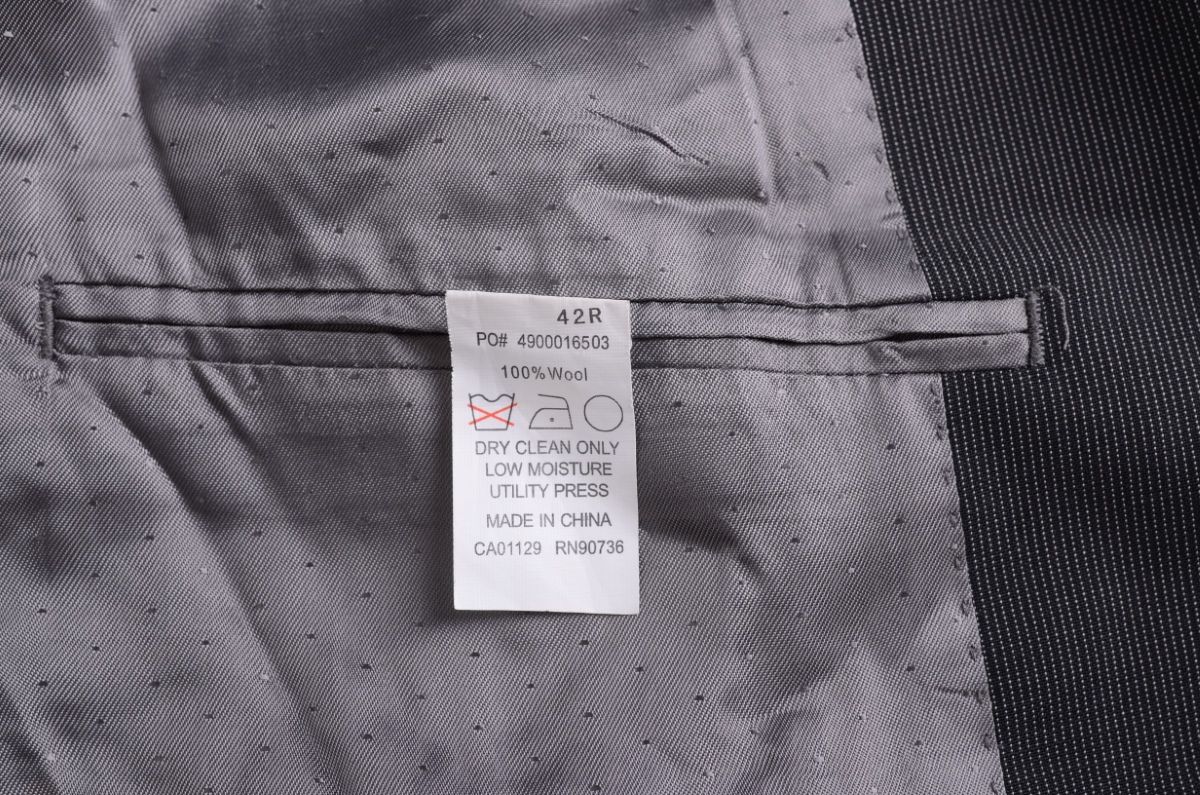 42R
PO# 4900016503
100% Wool
DRY CLEAN ONLY
LOW MOISTURE
UTILITY PRESS
MADE IN CHINA
CA01129 RN90736